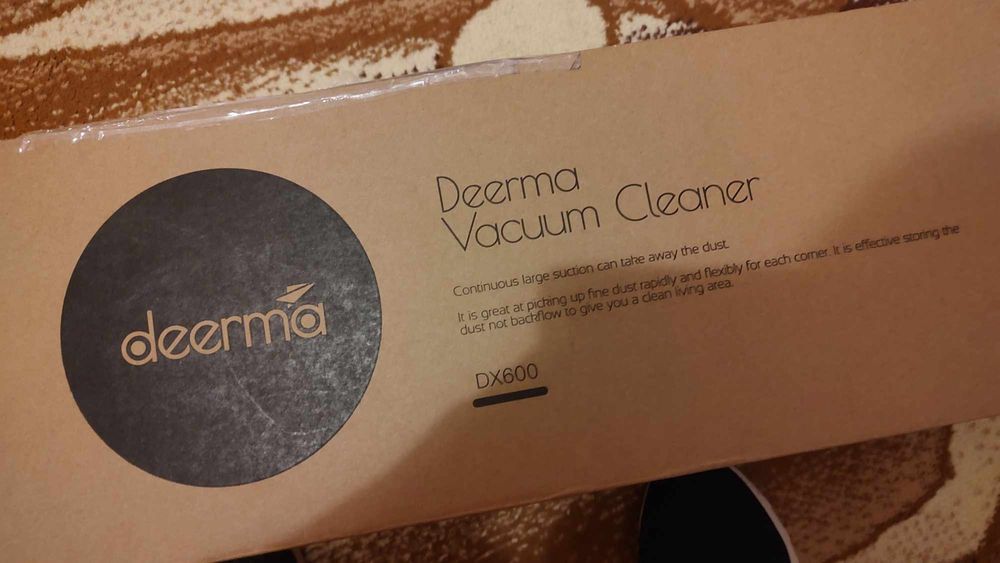 deerma
Deerma
Vacuum Cleaner
Continuous large suction can take away the dust.
It is great at picking up fine dust rapidly and flexibly for each corner. It is effective storing the
dust not backflow to give you a clean living area.
DX600